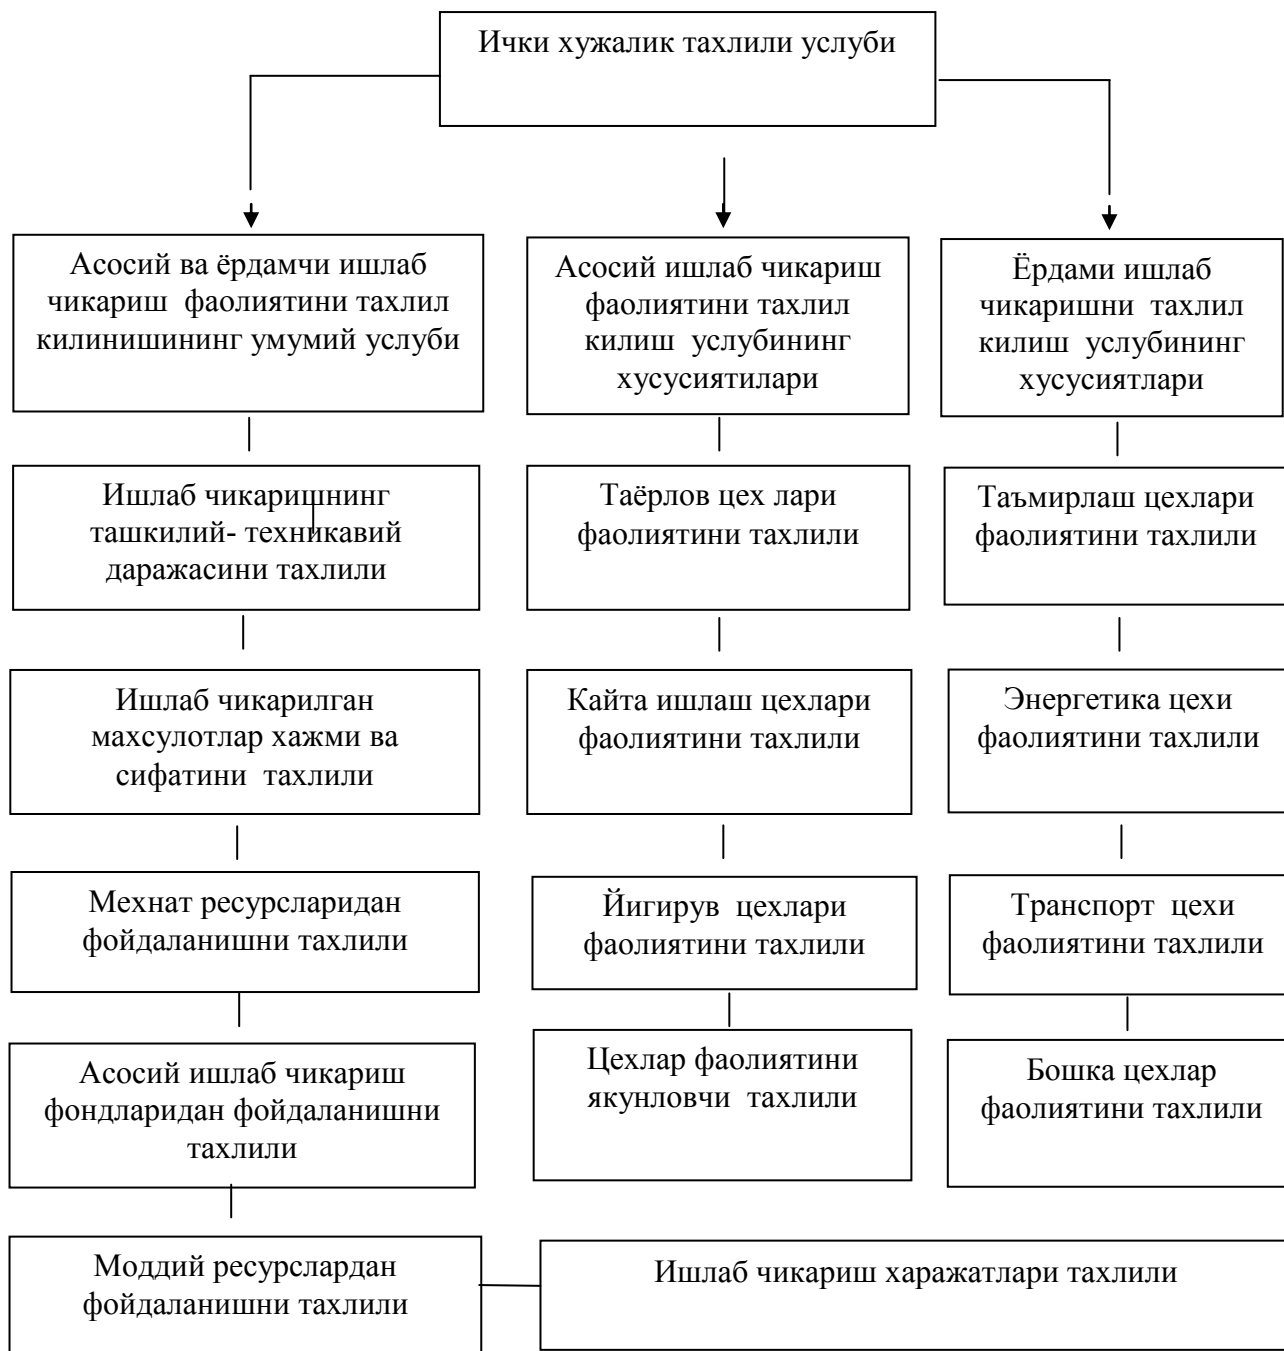 Ички хужалик тахлили услуби
Асосий ва ёрдамчи ишлаб
чикариш фаолиятини тахлил
килинишининг умумий услуби
Асосий ишлаб чикариш
фаолиятини тахлил
килиш услубининг
хусусиятилари
Ёрдами ишлаб
чикаришни тахлил
килиш услубининг
хусусиятлари
Ишлаб чикаришнинг
ташкилий- техникавий
даражасини тахлили
Таёрлов цех лари
фаолиятини тахлили
Таъмирлаш цехлари
фаолиятини тахлили
Ишлаб чикарилган
махсулотлар хажми ва
сифатини тахлили
Кайта ишлаш цехлари
фаолиятини тахлили
Энергетика цехи
фаолиятини тахлили
Мехнат ресурсларидан
фойдаланишни тахлили
Йигирув цехлари
фаолиятини тахлили
Транспорт цехи
фаолиятини тахлили
Асосий ишлаб чикариш
фондларидан фойдаланишни
тахлили
Цехлар фаолиятини
якунловчи тахлили
Бошка цехлар
фаолиятини тахлили
Моддий ресурслардан
фойдаланишни тахлили
Ишлаб чикариш харажатлари тахлили